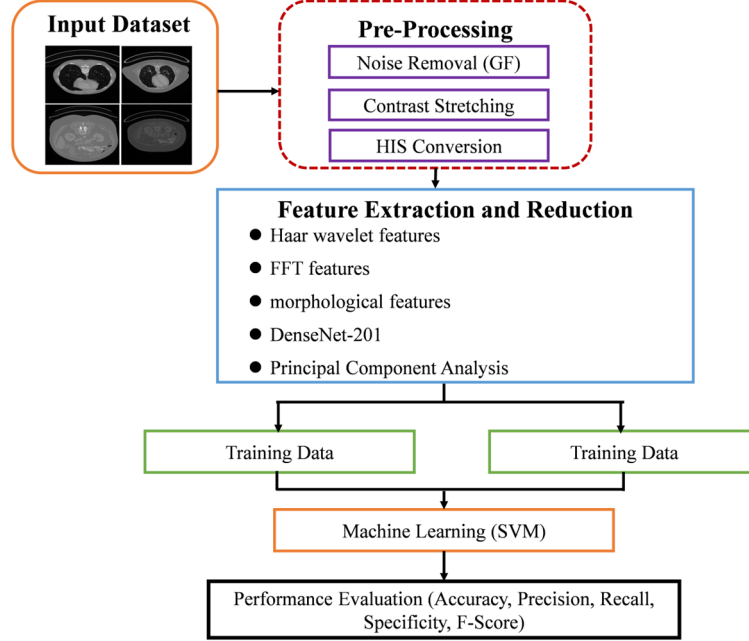 Input Dataset
Pre-Processing
Noise Removal (GF)
Contrast Stretching
HIS Conversion
Feature Extraction and Reduction
● Haar wavelet features
● FFT features
● morphological features
● DenseNet-201
● Principal Component Analysis
Training Data
Training Data
Machine Learning (SVM)
Performance Evaluation (Accuracy, Precision, Recall,
Specificity, F-Score)